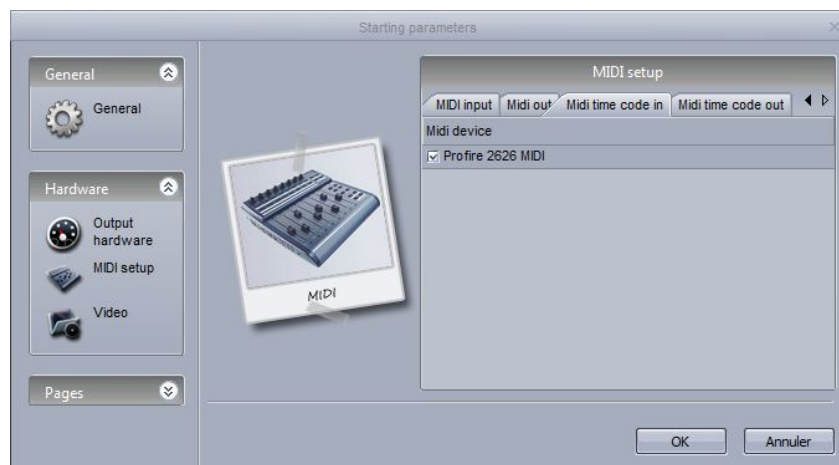 Starting parameters
General
General
Hardware
Output
hardware
MIDI setup
Video
Pages
MIDI
MIDI setup
MIDI input
Midi out
Midi time code in
Midi time code out
Midi device
Profire 2626 MIDI
OK
Annuler